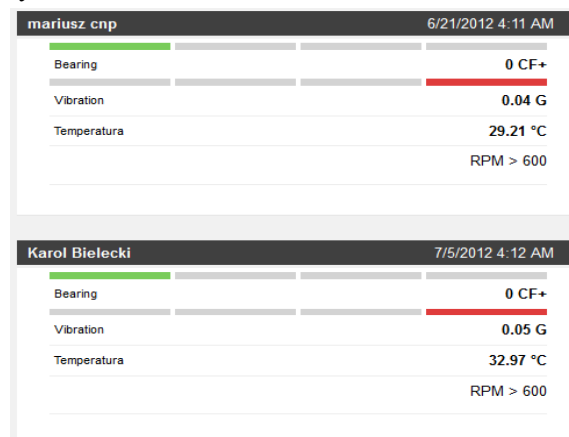 mariusz cnp 6/21/2012 4:11 AM
Bearing 0 CF+
Vibration 0.04 G
Temperatura 29.21 °C
RPM > 600
Karol Bielecki 7/5/2012 4:12 AM
Bearing 0 CF+
Vibration 0.05 G
Temperatura 32.97 °C
RPM > 600